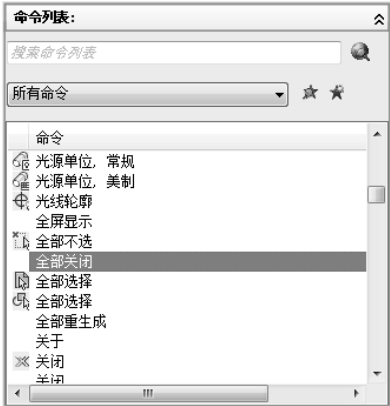 命令列表:
搜索命令列表
所有命令
命令
光源单位, 常规
光源单位, 美制
光线轮廓
全屏显示
全部不选
全部关闭
全部选择
全部选择
全部重生成
关于
关闭
关闭